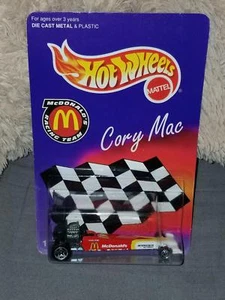 For ages over 3 years.
DIE CAST METAL & PLASTIC
Hot Wheels
MATTEL
McDONALD'S
M
RACING TEAM
Cory Mac
McDonald's